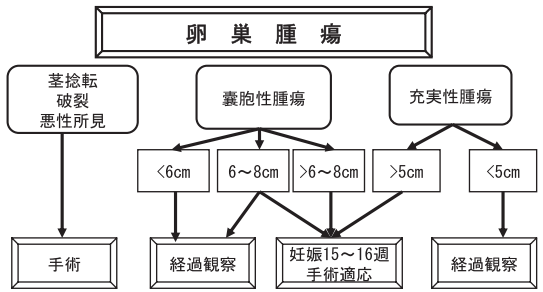 卵巣腫瘍
茎捻転
破裂
悪性所見
嚢胞性腫瘍
充実性腫瘍
<6cm
6～8cm
>6～8cm
>5cm
<5cm
手術
経過観察
妊娠15～16週
手術適応
経過観察